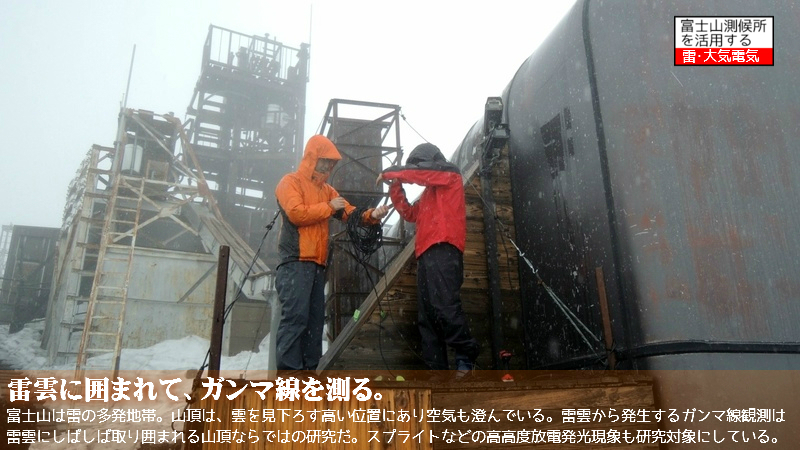 富士山測候所
を活用する
雷・大気電気
雷雲に囲まれて、ガンマ線を測る。
富士山は雷の多発地帯。山頂は、雲を見下ろす高い位置にあり空気も澄んでいる。雷雲から発生するガンマ線観測は
雷雲にしばしば取り囲まれる山頂ならではの研究だ。スプライトなどの高高度放電発光現象も研究対象にしている。